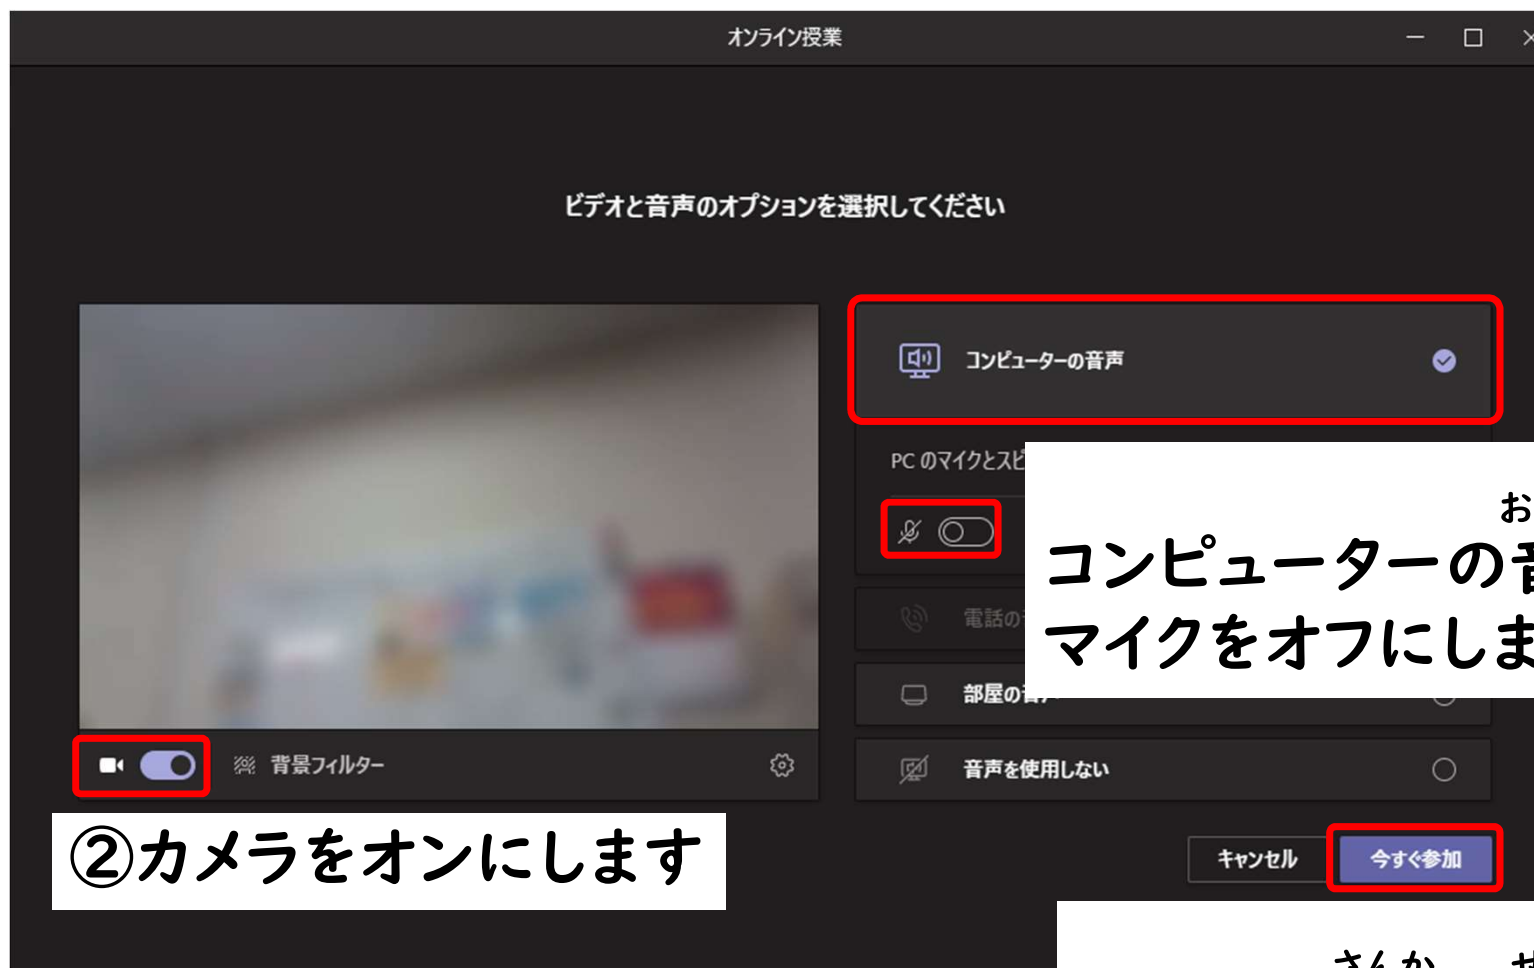 オンライン授業
ビデオと音声のオプションを選択してください
コンピューターの音声
PC のマイクとスピ
お
コンピューターの音
マイクをオフにしま
電話の
部屋の音
背景フィルター
音声を使用しない
②カメラをオンにします
キャンセル
今すぐ参加
さんか